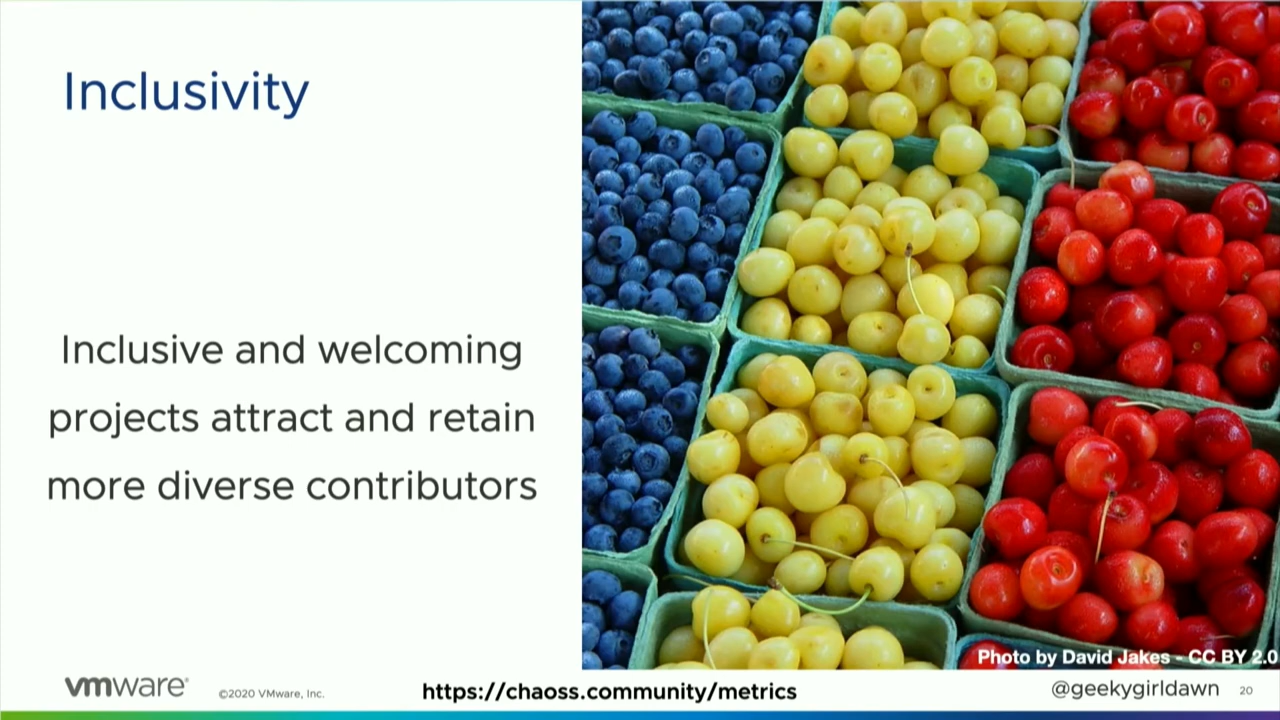 Inclusivity
Inclusive and welcoming
projects attract and retain
more diverse contributors
Photo by David Jakes - CC BY 2.0
vmware®
©2020 VMware, Inc.
https://chaoss.community/metrics
@geekygirldawn
20